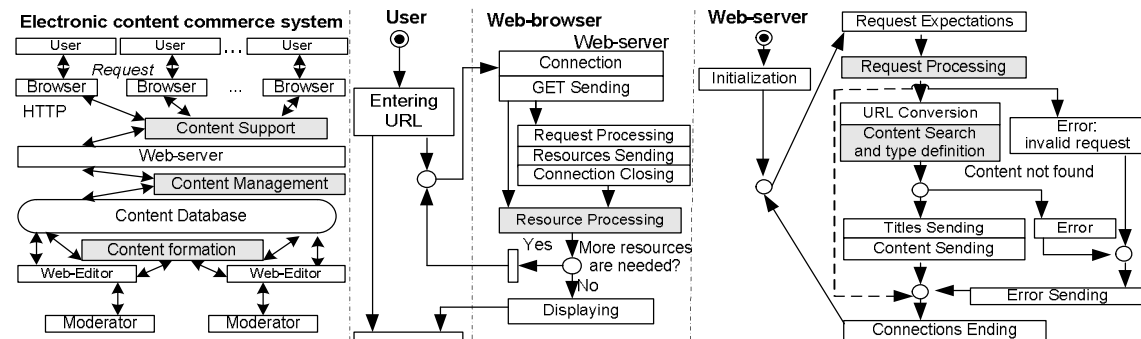 Electronic content commerce system
User
User
...
User
Request
Browser
Browser
...
Browser
HTTP
Content Support
Web-server
Content Management
Content Database
Content formation
Web-Editor
Web-Editor
Moderator
Moderator
User
Entering
URL
Web-browser
Web-server
Connection
GET Sending
Request Processing
Resources Sending
Connection Closing
Resource Processing
Yes
More resources
are needed?
No
Displaying
Web-server
Initialization
Request Expectations
Request Processing
URL Conversion
Content Search
and type definition
Error:
invalid request
Content not found
Titles Sending
Content Sending
Error
Error Sending
Connections Ending